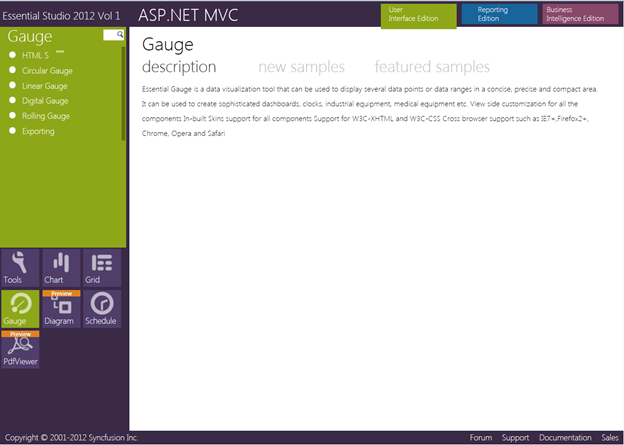 Essential Studio 2012 Vol 1
ASP.NET MVC
User
Interface Edition
Reporting
Edition
Business
Intelligence Edition
Gauge
HTML 5 new
Circular Gauge
Linear Gauge
Digital Gauge
Rolling Gauge
Exporting
Gauge
description new samples featured samples
Essential Gauge is a data visualization tool that can be used to display several data points or data ranges in a concise, precise and compact area.
It can be used to create sophisticated dashboards, clocks, industrial equipment, medical equipment etc. View side customization for all the
components In-built Skins support for all components Support for W3C-XHTML and W3C-CSS Cross browser support such as IE7+,Firefox2+,
Chrome, Opera and Safari
Tools
Chart
Grid
Gauge
Preview
Diagram
Schedule
Preview
PdfViewer
Copyright © 2001-2012 Syncfusion Inc.
Forum Support Documentation Sales